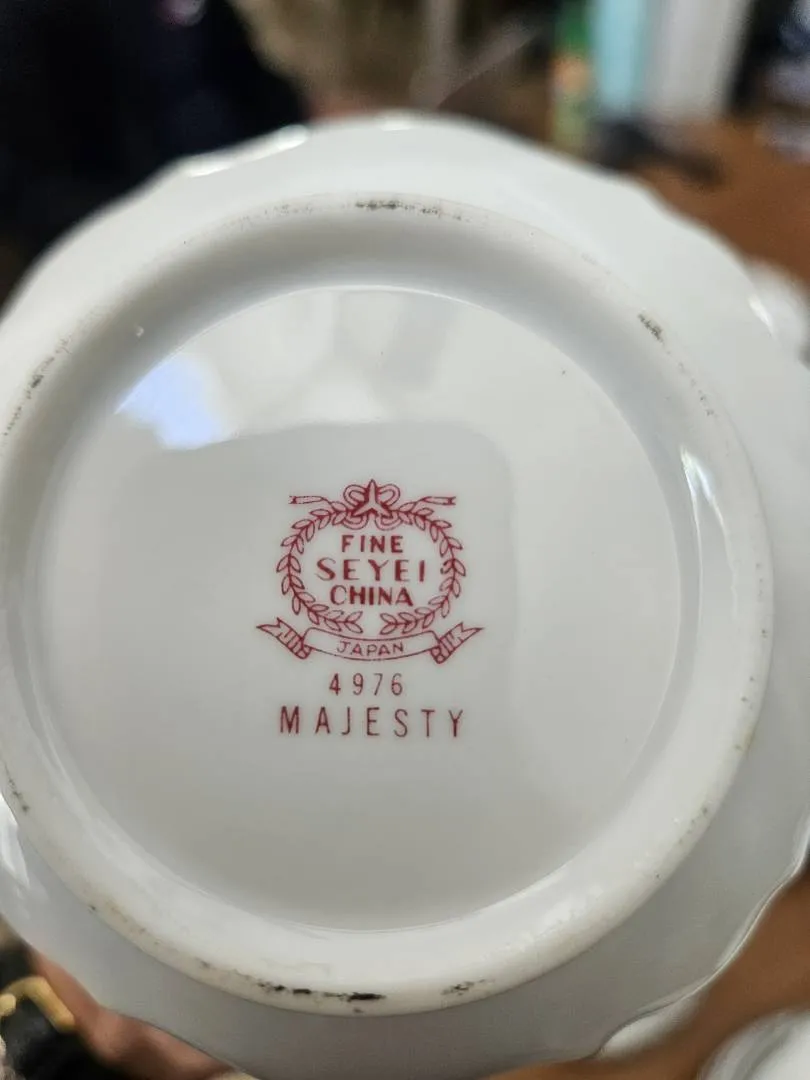 FINE
SEYEI
CHINA
JAPAN
4976
MAJESTY